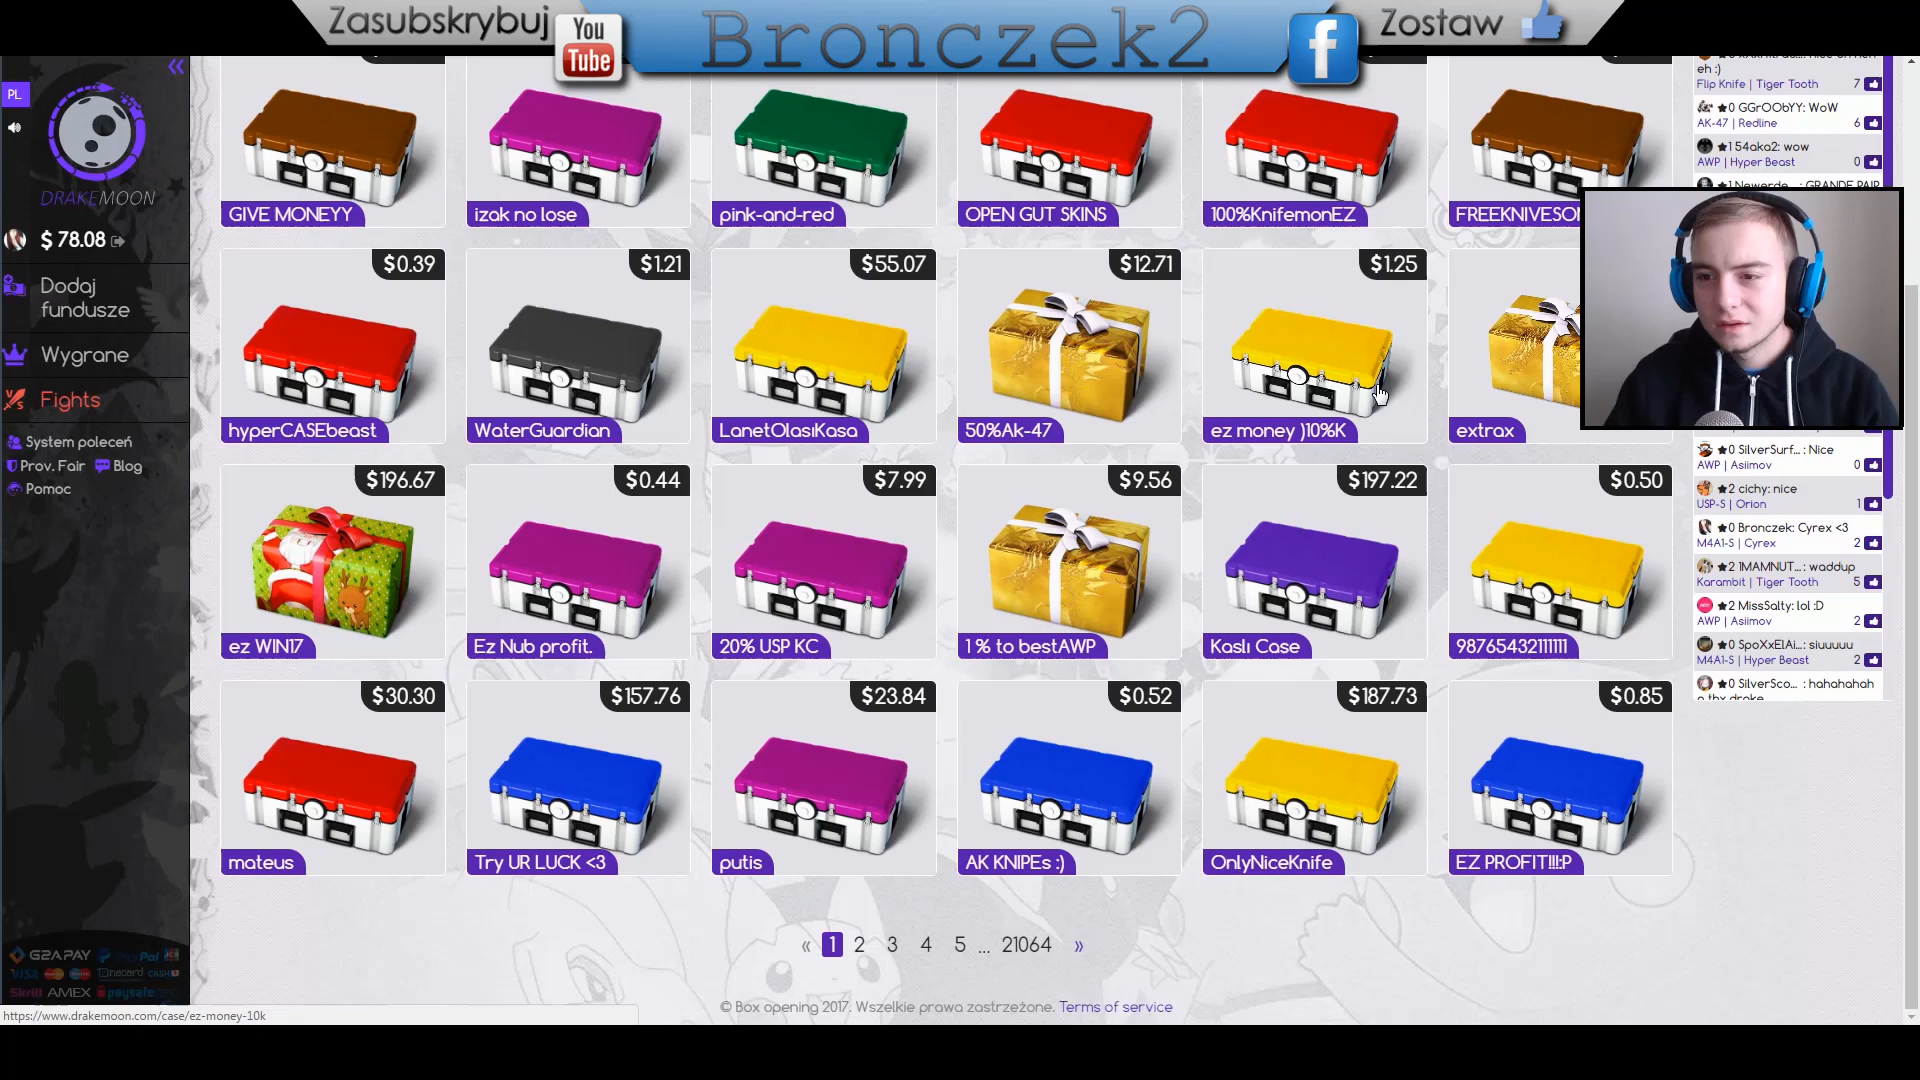 Zasubskrybuj
You
Tube
Bronczek2
f
Zostaw
PL
DRAKEMOON
$ 78.08
Dodaj
fundusze
Wygrane
Fights
System poleceń
Prov. Fair
Blog
Pomoc
G2A PAY
PayPal
VISA
CASH
Skrill
AMEX
paysafe
GIVE MONEYY
izak no lose
pink-and-red
OPEN GUT SKINS
100%KnifemonEZ
$0.39
$1.21
$55.07
$12.71
$1.25
hyperCASEbeast
WaterGuardian
LanetOlasıKasa
50%Ak-47
ez money )10%K
extrax
$196.67
$0.44
$7.99
$9.56
$197.22
$0.50
ez WIN17
Ez Nub profit.
20% USP KC
1 % to bestAWP
Kaslı Case
98765432111111
$30.30
$157.76
$23.84
$0.52
$187.73
$0.85
mateus
Try UR LUCK <3
putis
AK KNIPEs :)
OnlyNiceKnife
EZ PROFIT!!!:P
« 1 2 3 4 5 ... 21064 »
© Box opening 2017. Wszelkie prawa zastrzeżone. Terms of service
https://www.drakemoon.com/case/ez-money-10k
eh :)
Flip Knife | Tiger Tooth 7
★0 GGrOObYY: WoW
AK-47 | Redline 6
★1 54aka2: wow
AWP | Hyper Beast 0
★0 SilverSurf... : Nice
AWP | Asiimov 0
★2 cichy: nice
USP-S | Orion 1
★0 Bronczek: Cyrex <3
M4A1-S | Cyrex 2
★2 1MAMNUT...: waddup
Karambit | Tiger Tooth 5
★2 MissSalty: lol :D
AWP | Asiimov 2
★0 SpoXxElAi... : siuuuu
M4A1-S | Hyper Beast 2
★0 SilverSco... : hahahahah